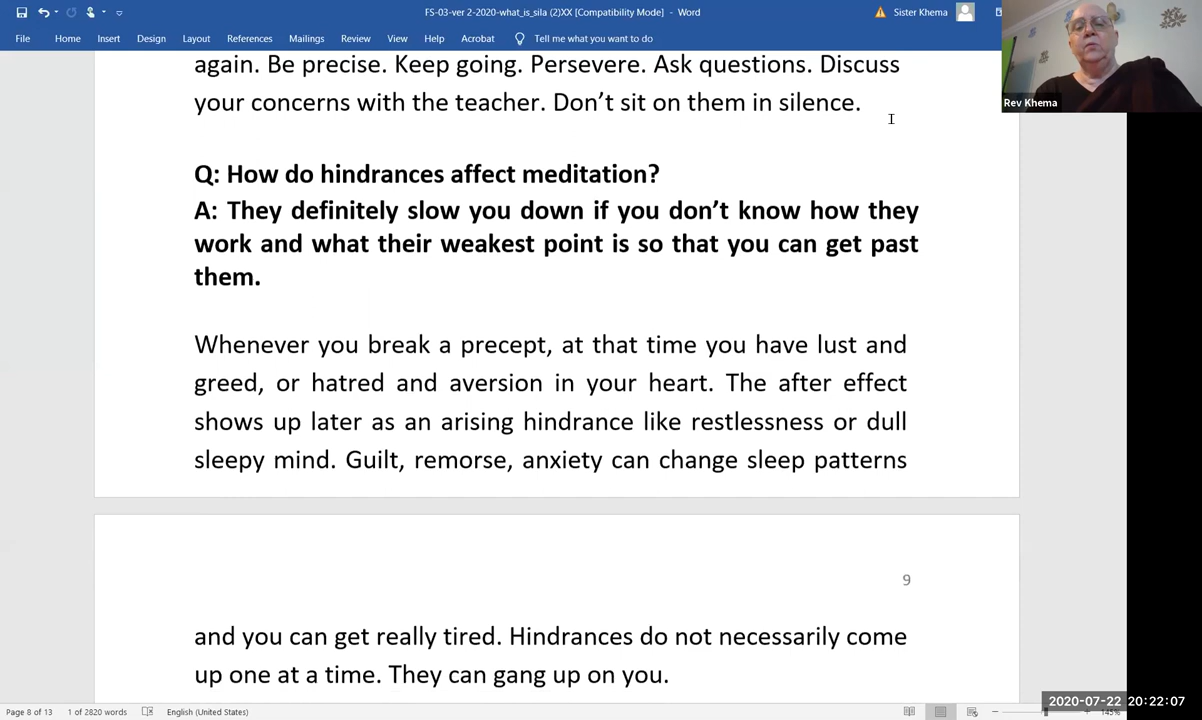 FS-03-ver 2-2020-what_is_sila (2)XX [Compatibility Mode] - Word
Sister Khema
File Home Insert Design Layout References Mailings Review View Help Acrobat Tell me what you want to do
Rev Khema
again. Be precise. Keep going. Persevere. Ask questions. Discuss
your concerns with the teacher. Don’t sit on them in silence.
Q: How do hindrances affect meditation?
A: They definitely slow you down if you don’t know how they
work and what their weakest point is so that you can get past
them.
Whenever you break a precept, at that time you have lust and
greed, or hatred and aversion in your heart. The after effect
shows up later as an arising hindrance like restlessness or dull
sleepy mind. Guilt, remorse, anxiety can change sleep patterns
9
and you can get really tired. Hindrances do not necessarily come
up one at a time. They can gang up on you.
Page 8 of 13 1 of 2820 words English (United States) 145%
2020-07-22 20:22:07